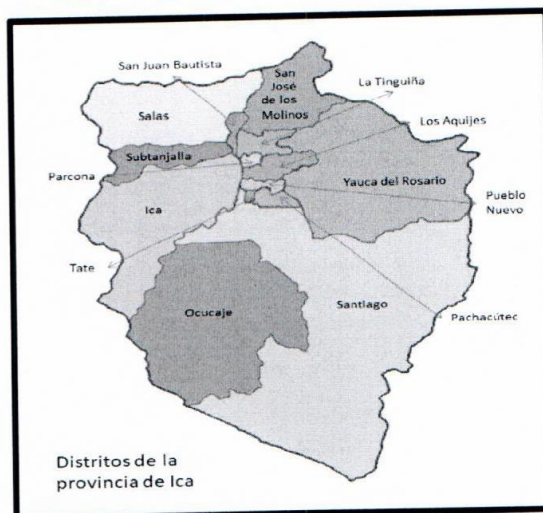 San Juan Bautista
San
José
de los
Molinos
La Tinguiña
Salas
Los Aquijes
Subtanjalla
Parcona
Yauca del Rosario
Ica
Pueblo
Nuevo
Tate
Ocucaje
Santiago
Pachacútec
Distritos de la
provincia de Ica